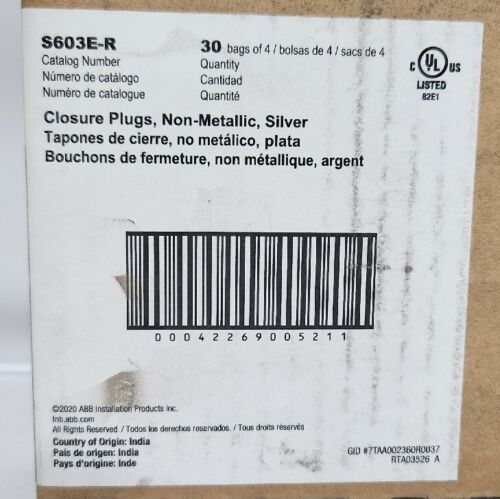 S603E-R
Catalog Number
Número de catálogo
Numéro de catalogue
30 bags of 4 / bolsas de 4 / sacs de 4
Quantity
Cantidad
Quantité
C UL US
LISTED
82E1
Closure Plugs, Non-Metallic, Silver
Tapones de cierre, no metálico, plata
Bouchons de fermeture, non métallique, argent
00042269005211
©2020 ABB Installation Products Inc.
tnb.abb.com
All Rights Reserved. / Todos los derechos reservados. / Tous droits réservés
Country of Origin: India
País de origen: India
Pays d'origine: Inde
GID #7TAA002360R0037
RTA03526 A